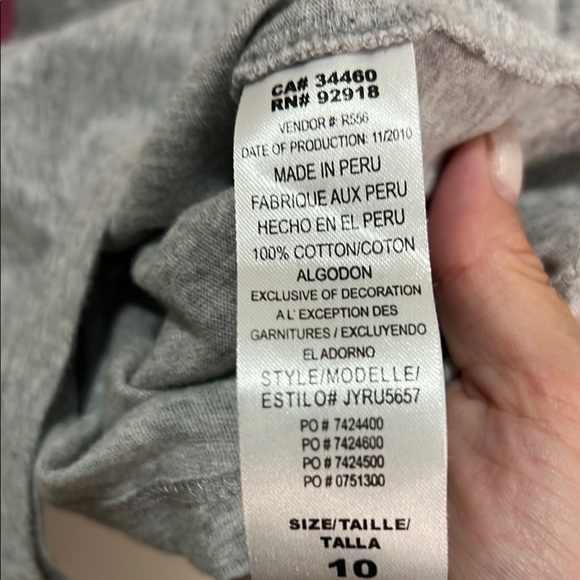 CA# 34460
RN# 92918
VENDOR #: R556
DATE OF PRODUCTION: 11/2010
MADE IN PERU
FABRIQUE AUX PERU
HECHO EN EL PERU
100% COTTON/COTON
ALGODON
EXCLUSIVE OF DECORATION
A L' EXCEPTION DES
GARNITURES / EXCLUYENDO
EL ADORNO
STYLE/MODELLE/
ESTILO# JYRU5657
PO # 7424400
PO # 7424600
PO # 7424500
PO # 0751300
SIZE/TAILLE/
TALLA
10